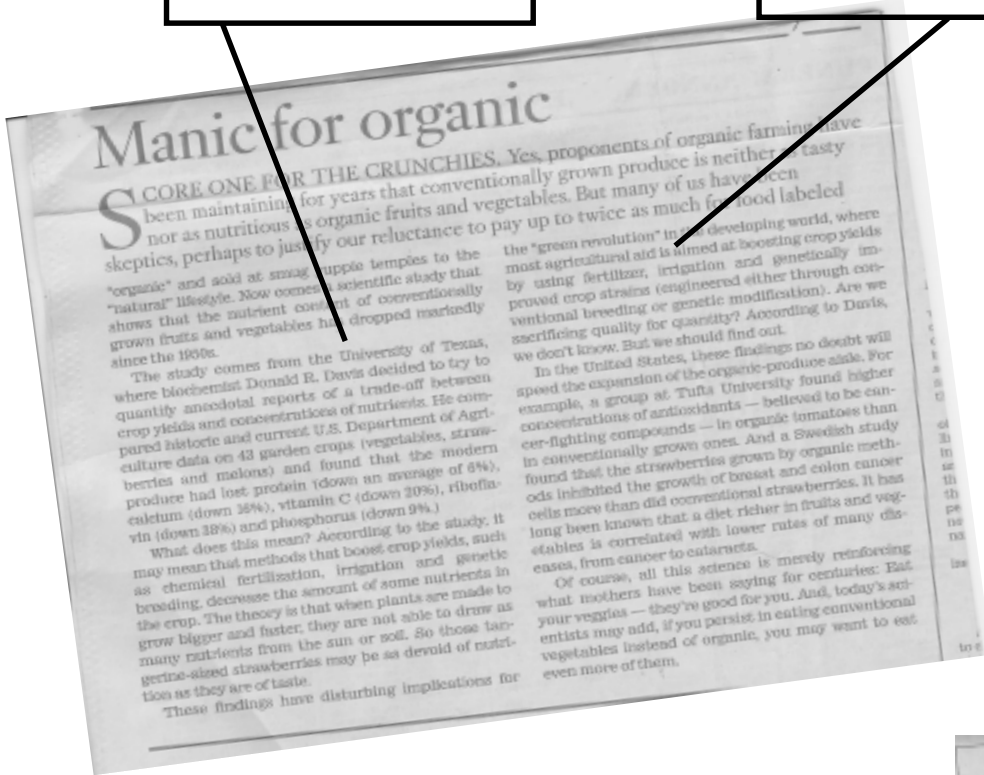 Manic for organic
SCORE ONE FOR THE CRUNCHIES. Yes, proponents of organic farming have
been maintaining for years that conventionally grown produce is neither as tasty
nor as nutritious as organic fruits and vegetables. But many of us have been
skeptics, perhaps to justify our reluctance to pay up to twice as much for food labeled
"organic" and sold at smug yuppie temples to the
"natural" lifestyle. Now comes a scientific study that
shows that the nutrient content of conventionally
grown fruits and vegetables has dropped markedly
since the 1950s.
The study comes from the University of Texas,
where biochemist Donald R. Davis decided to try to
quantify anecdotal reports of a trade-off between
crop yields and concentrations of nutrients. He com-
pared historic and current U.S. Department of Agri-
culture data on 43 garden crops (vegetables, straw-
berries and melons) and found that the modern
produce had lost protein (down an average of 6%),
calcium (down 16%), vitamin C (down 20%), ribofla-
vin (down 38%) and phosphorus (down 9%.)
What does this mean? According to the study, it
may mean that methods that boost crop yields, such
as chemical fertilization, irrigation and genetic
breeding, decrease the amount of some nutrients in
the crop. The theory is that when plants are made to
grow bigger and faster, they are not able to draw as
many nutrients from the sun or soil. So those tan-
gerine-sized strawberries may be as devoid of nutri-
tion as they are of taste.
These findings have disturbing implications for
the "green revolution" in the developing world, where
most agricultural aid is aimed at boosting crop yields
by using fertilizer, irrigation and genetically im-
proved crop strains (engineered either through con-
ventional breeding or genetic modification). Are we
sacrificing quality for quantity? According to Davis,
we don't know. But we should find out.
In the United States, these findings no doubt will
speed the expansion of the organic-produce aisle. For
example, a group at Tufts University found higher
concentrations of antioxidants — believed to be can-
cer-fighting compounds — in organic tomatoes than
in conventionally grown ones. And a Swedish study
found that the strawberries grown by organic meth-
ods inhibited the growth of breast and colon cancer
cells more than did conventional strawberries. It has
long been known that a diet richer in fruits and veg-
etables is correlated with lower rates of many dis-
eases, from cancer to cataracts.
Of course, all this science is merely reinforcing
what mothers have been saying for centuries: Eat
your veggies — they're good for you. And, today's sci-
entists may add, if you persist in eating conventional
vegetables instead of organic, you may want to eat
even more of them.